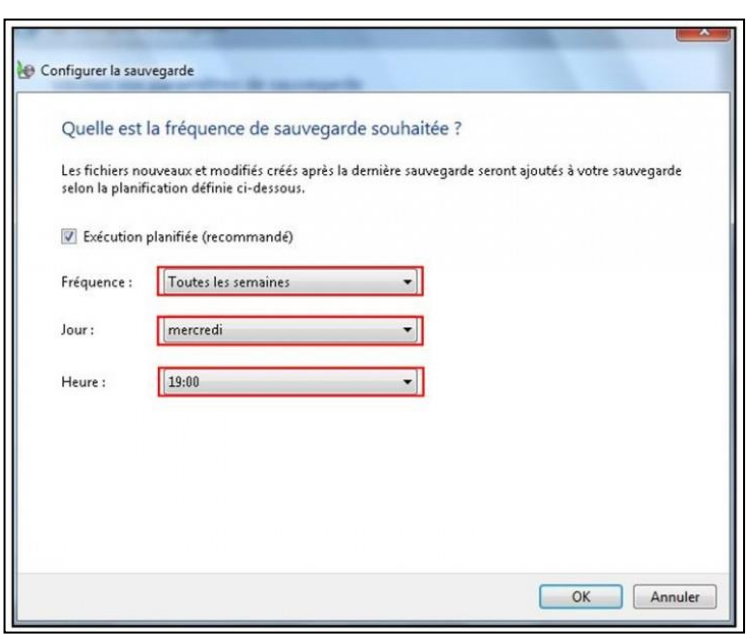 Configurer la sauvegarde
Quelle est la fréquence de sauvegarde souhaitée ?
Les fichiers nouveaux et modifiés créés après la dernière sauvegarde seront ajoutés à votre sauvegarde
selon la planification définie ci-dessous.
Exécution planifiée (recommandé)
Fréquence : Toutes les semaines
Jour : mercredi
Heure : 19:00
OK Annuler